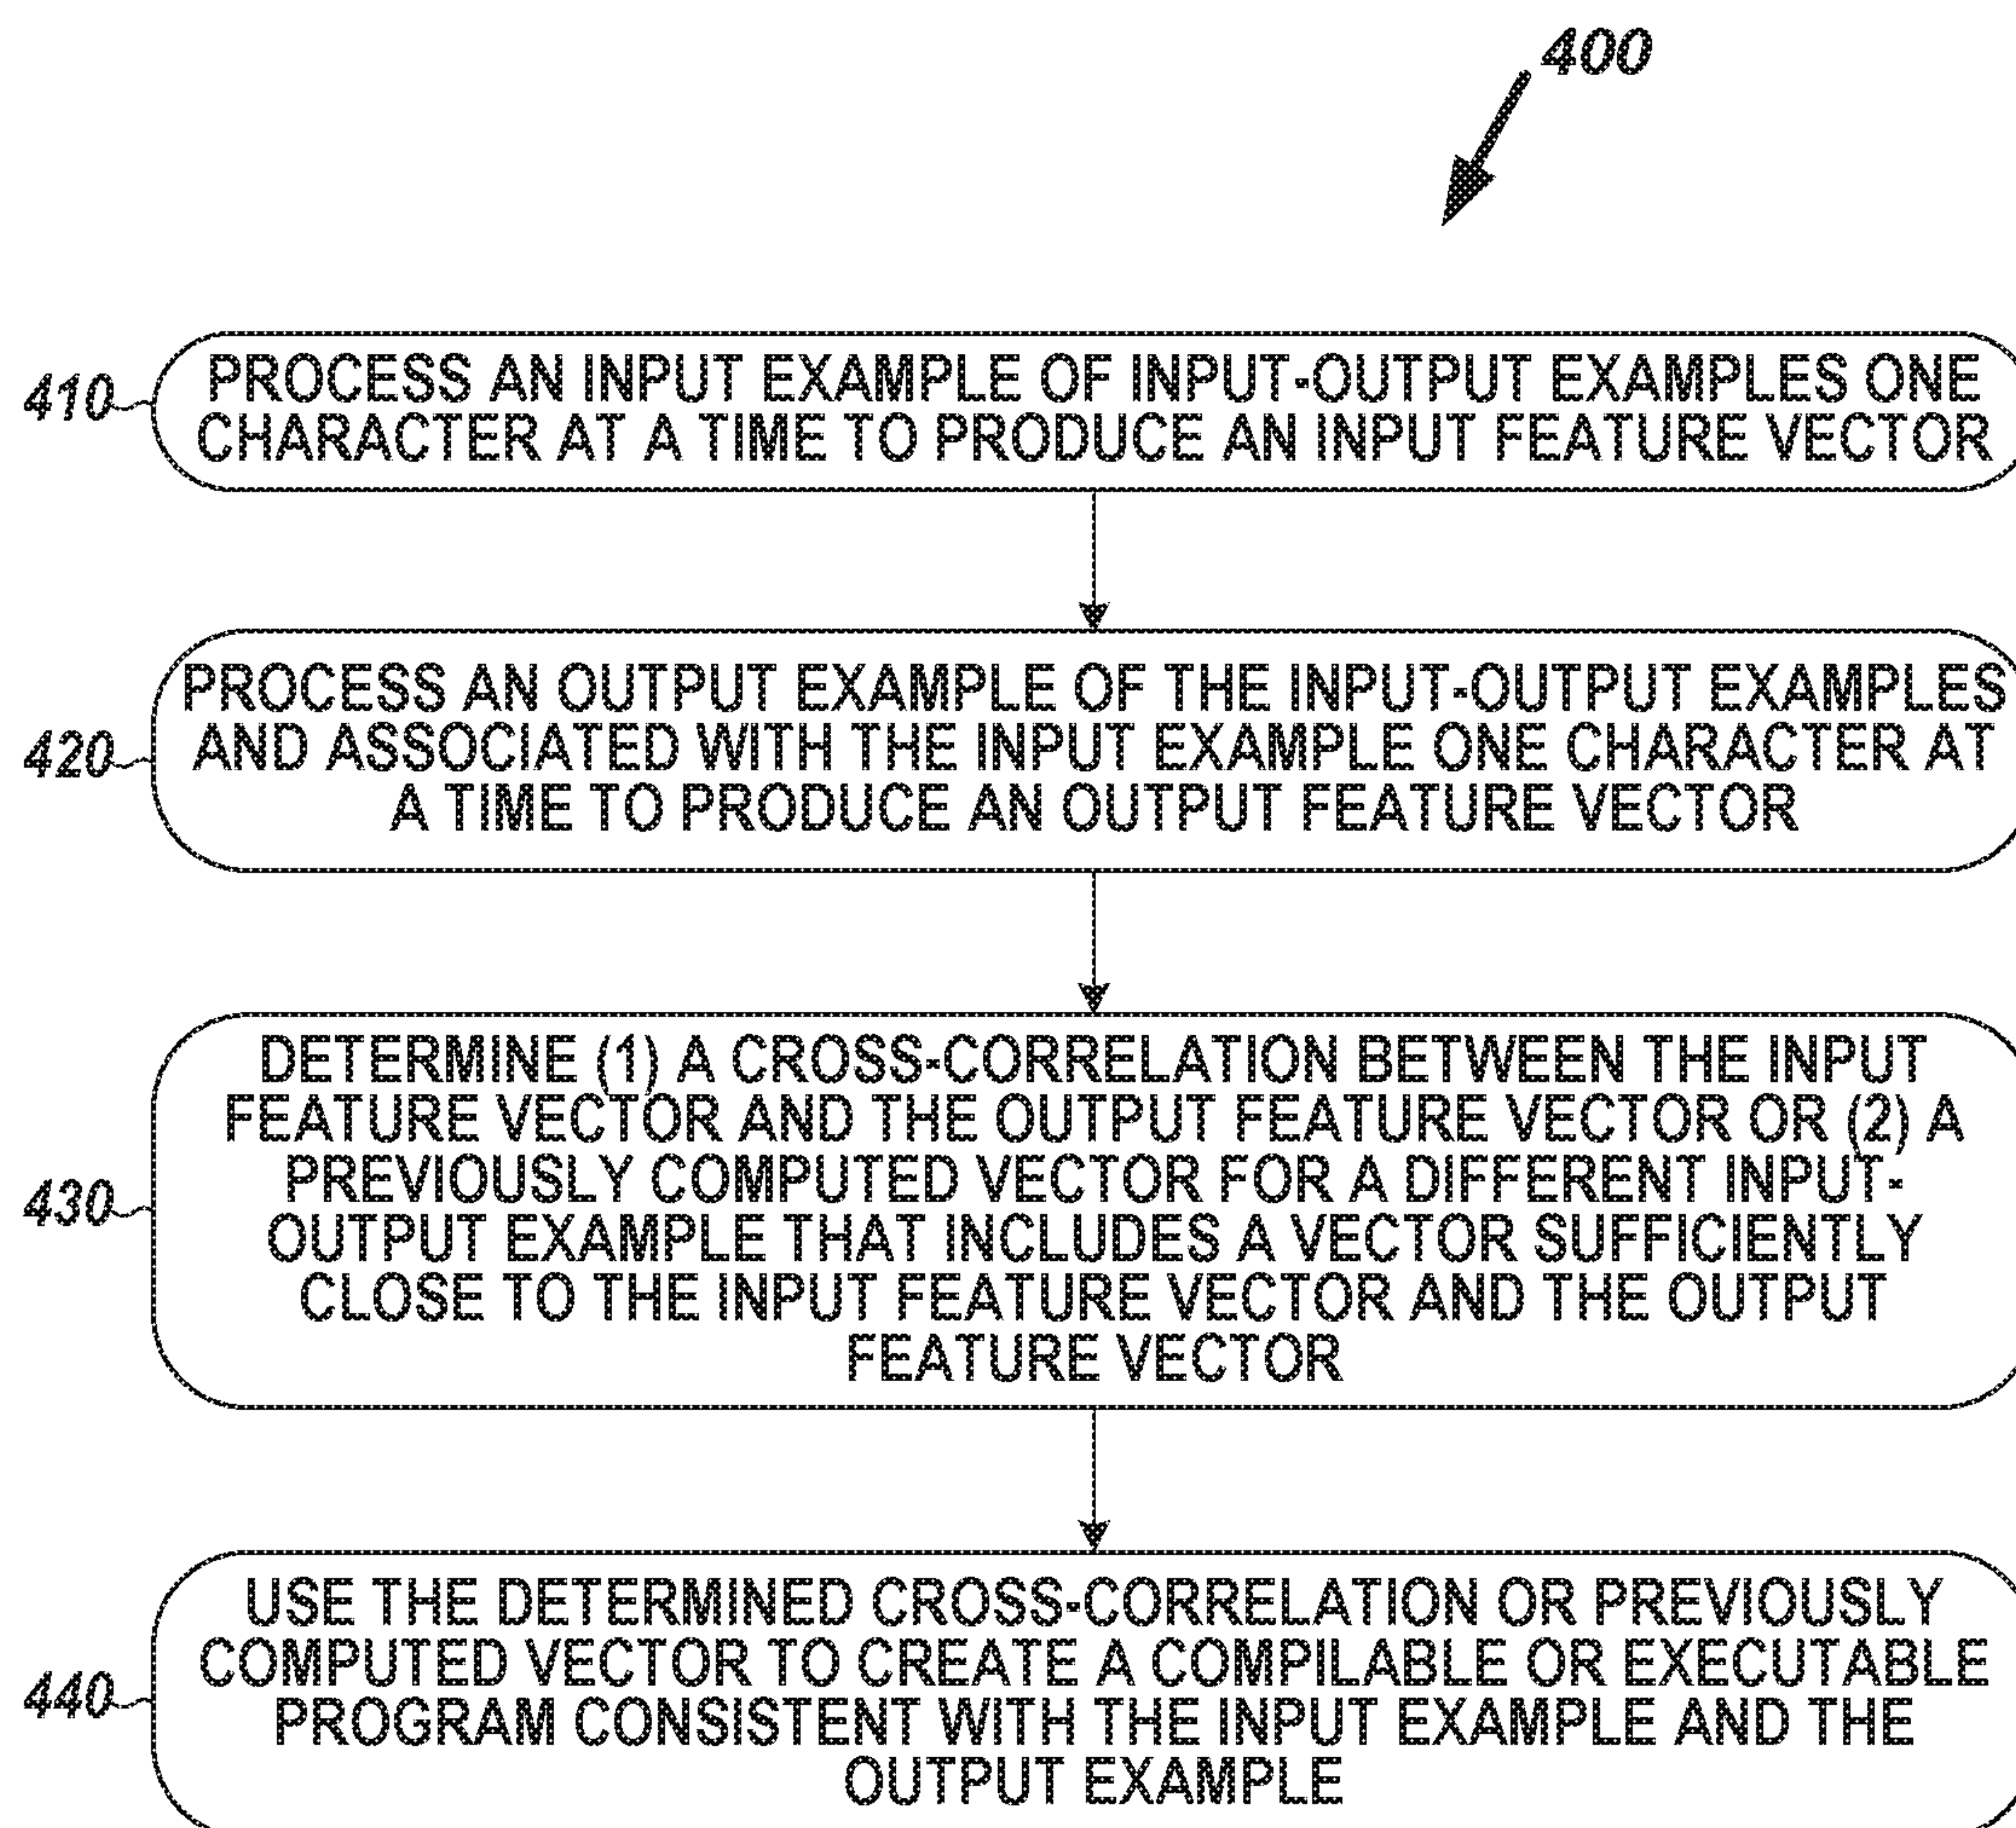 400
410
PROCESS AN INPUT EXAMPLE OF INPUT-OUTPUT EXAMPLES ONE
CHARACTER AT A TIME TO PRODUCE AN INPUT FEATURE VECTOR
420
PROCESS AN OUTPUT EXAMPLE OF THE INPUT-OUTPUT EXAMPLES
AND ASSOCIATED WITH THE INPUT EXAMPLE ONE CHARACTER AT
A TIME TO PRODUCE AN OUTPUT FEATURE VECTOR
430
DETERMINE (1) A CROSS-CORRELATION BETWEEN THE INPUT
FEATURE VECTOR AND THE OUTPUT FEATURE VECTOR OR (2) A
PREVIOUSLY COMPUTED VECTOR FOR A DIFFERENT INPUT-
OUTPUT EXAMPLE THAT INCLUDES A VECTOR SUFFICIENTLY
CLOSE TO THE INPUT FEATURE VECTOR AND THE OUTPUT
FEATURE VECTOR
440
USE THE DETERMINED CROSS-CORRELATION OR PREVIOUSLY
COMPUTED VECTOR TO CREATE A COMPILABLE OR EXECUTABLE
PROGRAM CONSISTENT WITH THE INPUT EXAMPLE AND THE
OUTPUT EXAMPLE